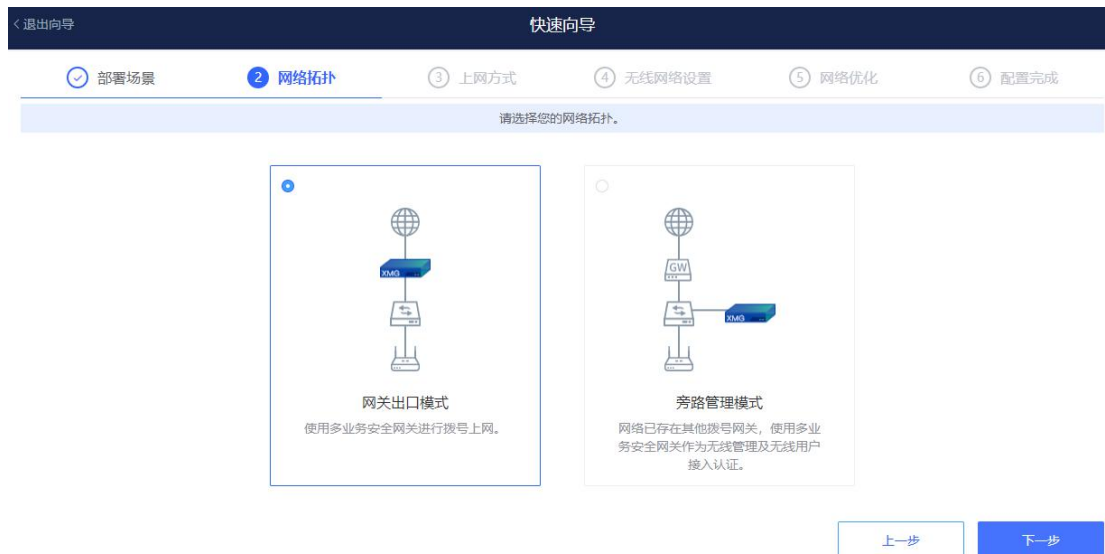 <退出向导
快速向导
部署场景
2 网络拓扑
3 上网方式
4 无线网络设置
5 网络优化
6 配置完成
请选择您的网络拓扑。
XMG
GW
XMG
网关出口模式
使用多业务安全网关进行拨号上网。
旁路管理模式
网络已存在其他拨号网关，使用多业
务安全网关作为无线管理及无线用户
接入认证。
上一步
下一步